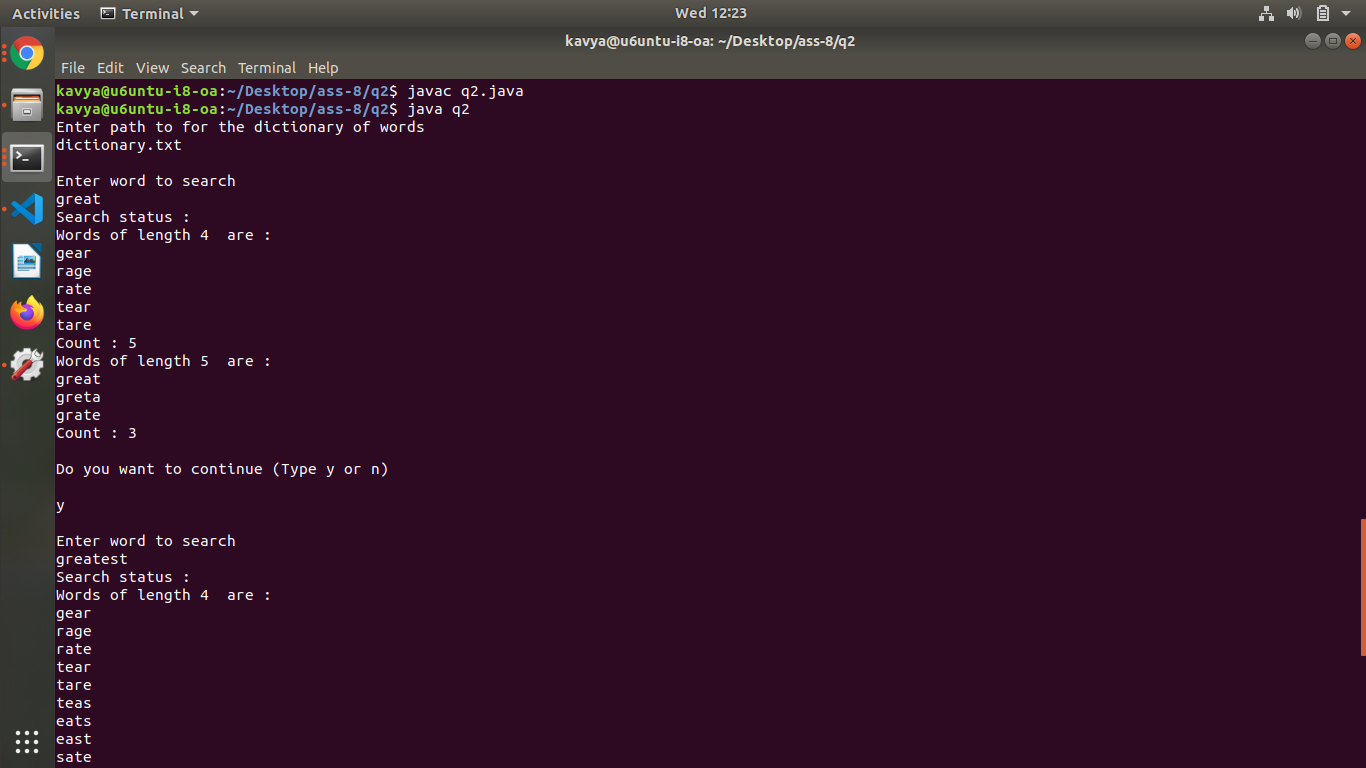 Activities Terminal Wed 12:23
kavya@u6untu-i8-oa: ~/Desktop/ass-8/q2
File Edit View Search Terminal Help
kavya@u6untu-i8-oa:~/Desktop/ass-8/q2$ javac q2.java
kavya@u6untu-i8-oa:~/Desktop/ass-8/q2$ java q2
Enter path to for the dictionary of words
dictionary.txt
Enter word to search
great
Search status :
Words of length 4  are :
gear
rage
rate
tear
tare
Count : 5
Words of length 5  are :
great
greta
grate
Count : 3
Do you want to continue (Type y or n)
y
Enter word to search
greatest
Search status :
Words of length 4  are :
gear
rage
rate
tear
tare
teas
eats
east
sate